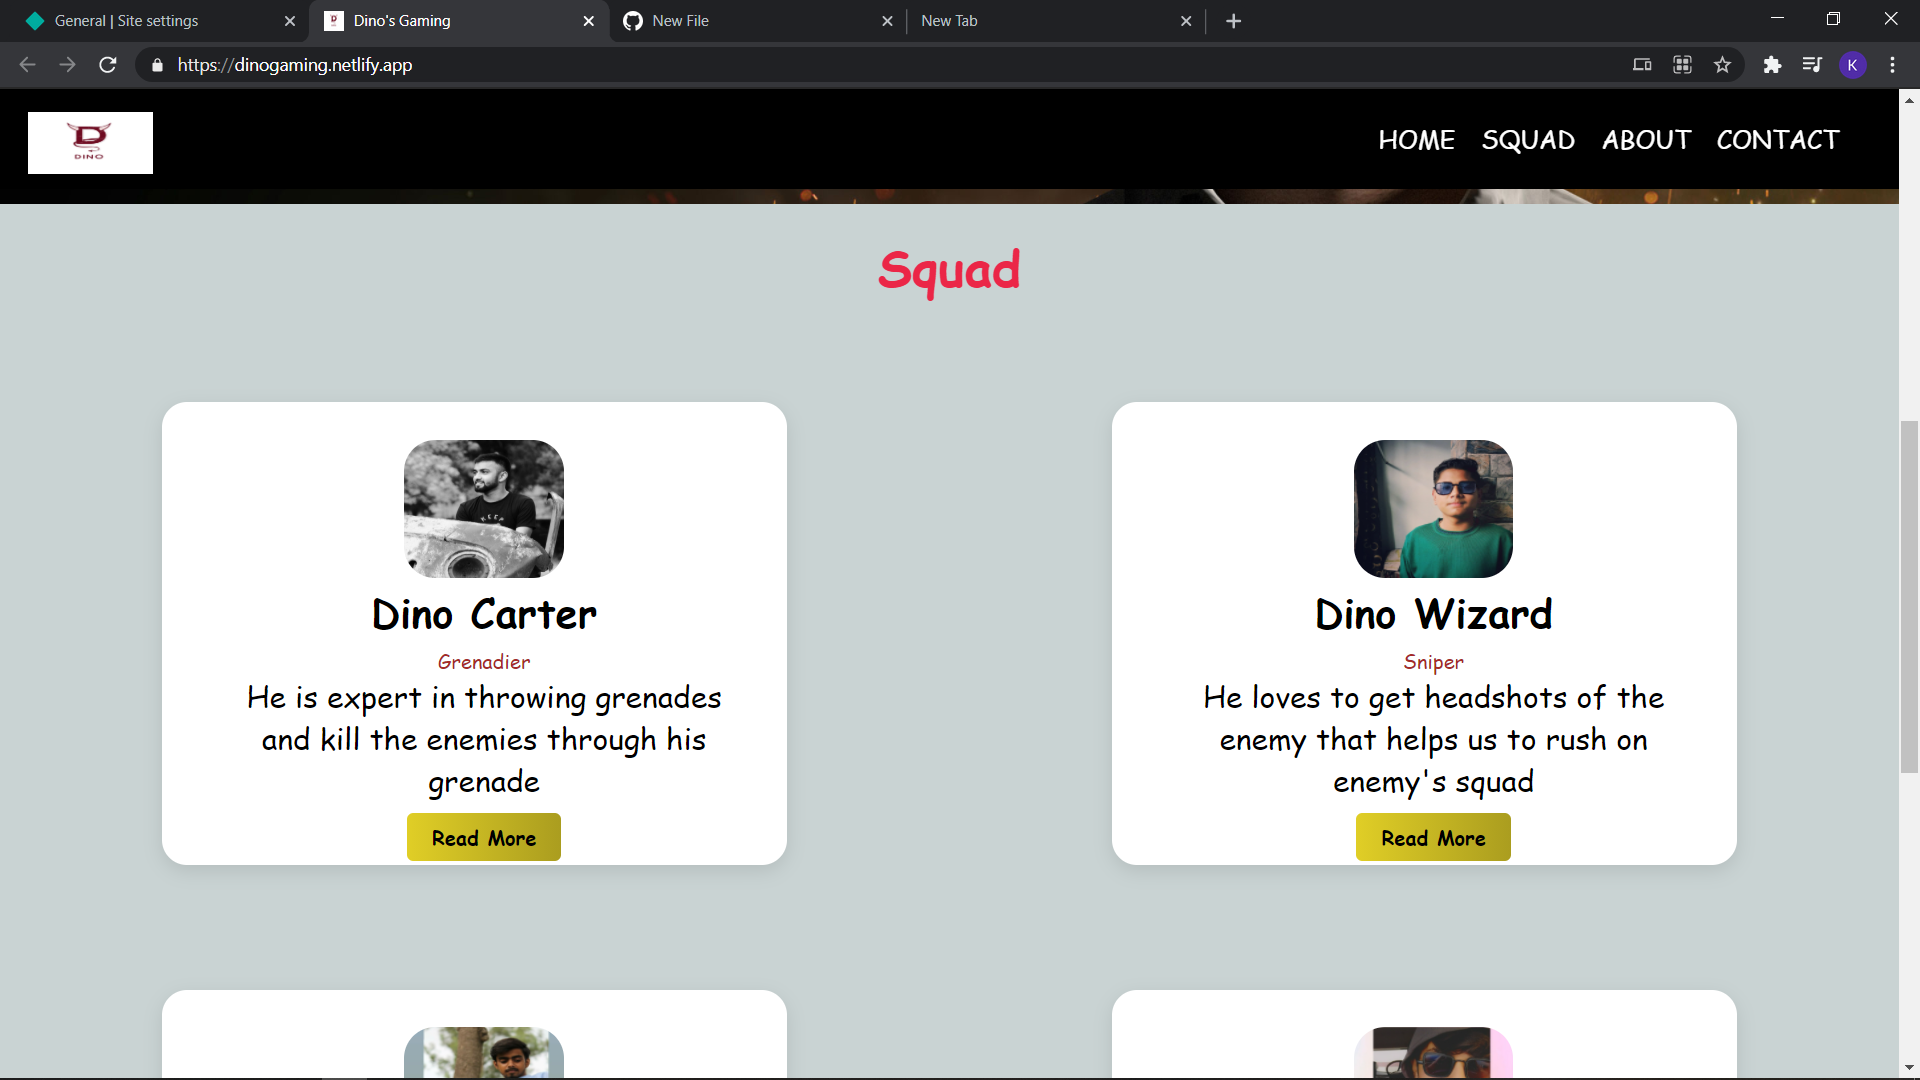 General | Site settings
Dino's Gaming
New File
New Tab
https://dinogaming.netlify.app
K
D
DINO
HOME SQUAD ABOUT CONTACT
Squad
KEEP
Dino Carter
Grenadier
He is expert in throwing grenades
and kill the enemies through his
grenade
Read More
Dino Wizard
Sniper
He loves to get headshots of the
enemy that helps us to rush on
enemy's squad
Read More